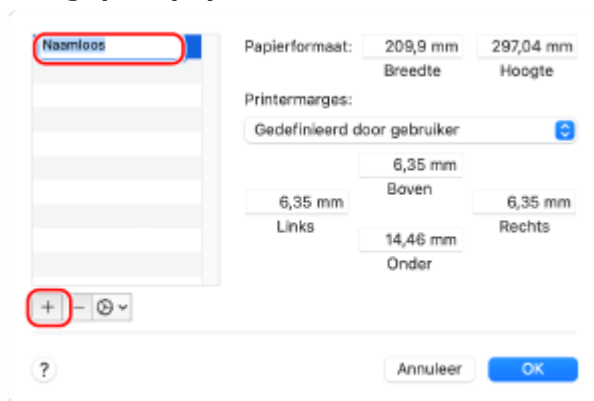 Naamloos
Papierformaat: 209,9 mm 297,04 mm
Breedte Hoogte
Printermarges:
Gedefinieerd door gebruiker
6,35 mm
Boven
6,35 mm 6,35 mm
Links Rechts
14,46 mm
Onder
+ −
? Annuleer OK